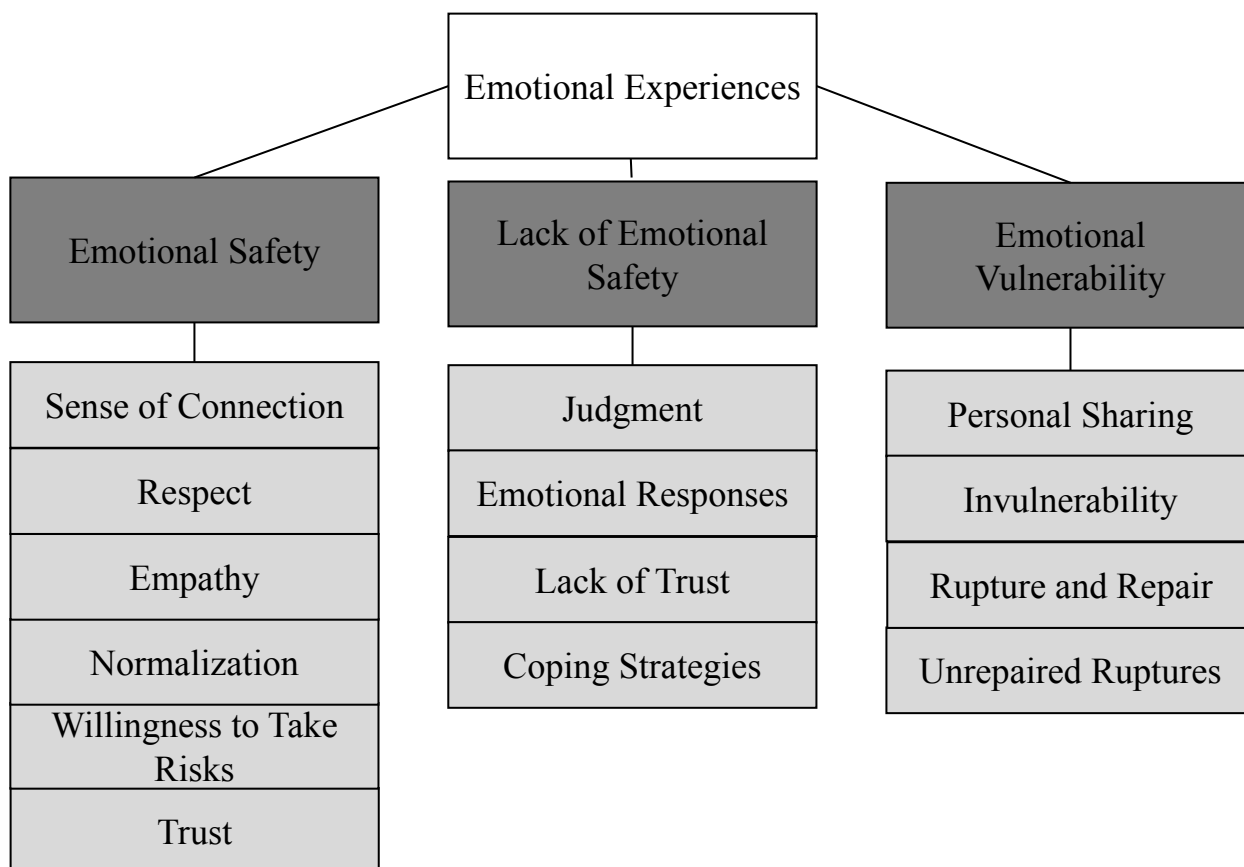 Emotional Experiences
Emotional Safety
Sense of Connection
Respect
Empathy
Normalization
Willingness to Take
Risks
Trust
Lack of Emotional
Safety
Judgment
Emotional Responses
Lack of Trust
Coping Strategies
Emotional
Vulnerability
Personal Sharing
Invulnerability
Rupture and Repair
Unrepaired Ruptures